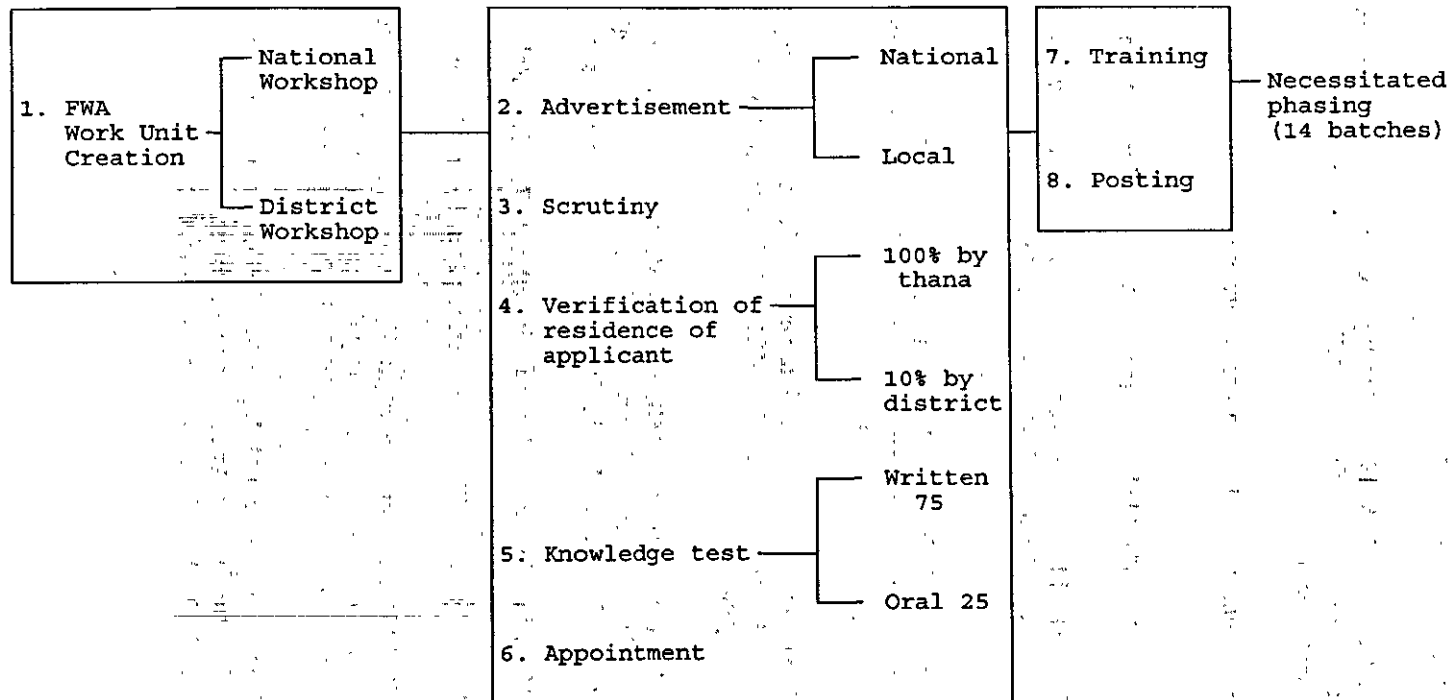 1. FWA
Work Unit
Creation
National
Workshop
District
Workshop
2. Advertisement
National
Local
3. Scrutiny
4. Verification of
residence of
applicant
100% by
thana
10% by
district
5. Knowledge test
Written
75
Oral 25
6. Appointment
7. Training
8. Posting
Necessitated
phasing
(14 batches)